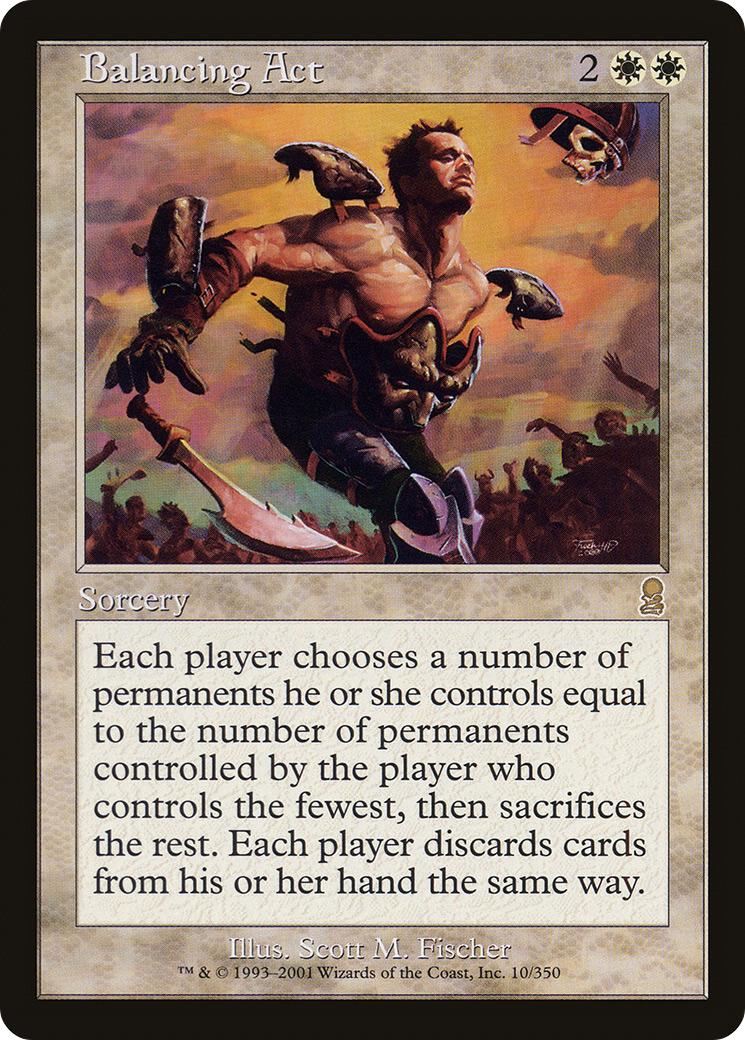 Balancing Act 2
Sorcery
Each player chooses a number of
permanents he or she controls equal
to the number of permanents
controlled by the player who
controls the fewest, then sacrifices
the rest. Each player discards cards
from his or her hand the same way.
Illus. Scott M. Fischer
™ & © 1993–2001 Wizards of the Coast, Inc. 10/350